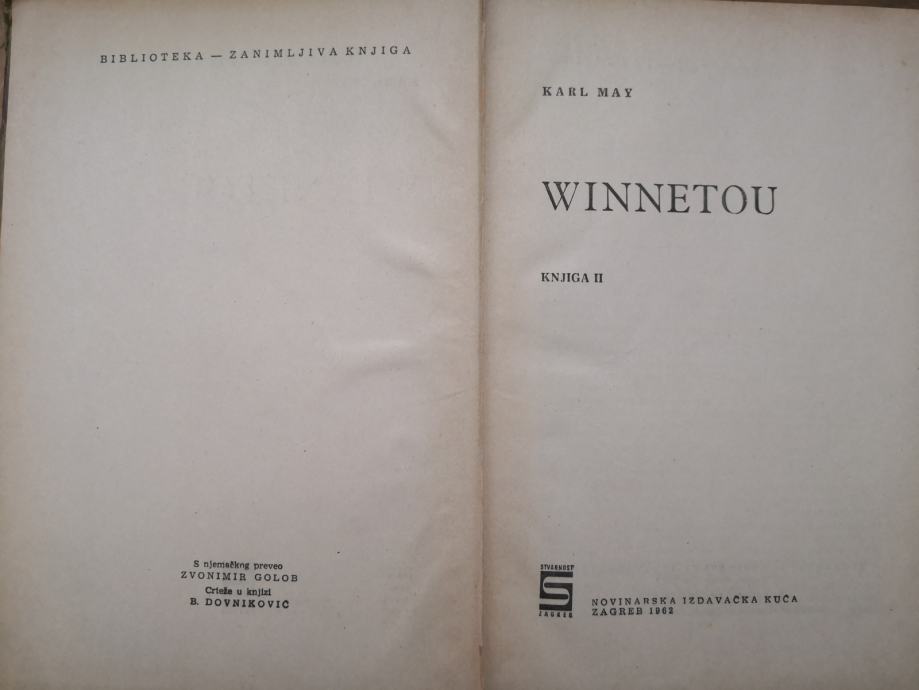 BIBLIOTEKA — ZANIMLJIVA KNJIGA
S njemačkog preveo
ZVONIMIR GOLOB
Crteže u knjizi
B. DOVNIKOVIĆ
KARL MAY
WINNETOU
KNJIGA II
STVARNOST
ZAGREB
NOVINARSKA IZDAVAČKA KUĆA
ZAGREB 1962